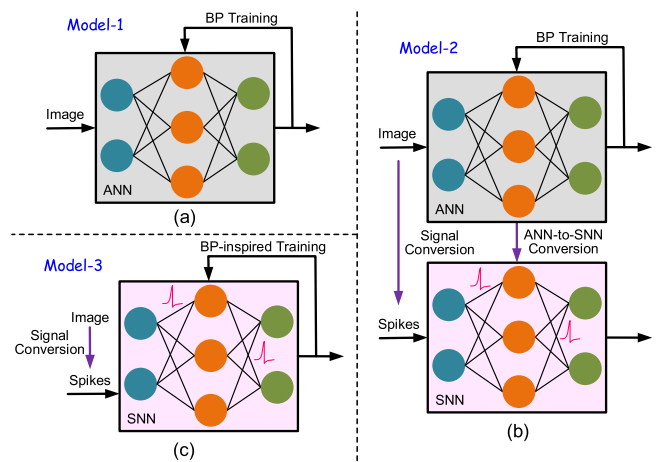 Model-1
BP Training
Image
ANN
(a)
Model-3
BP-inspired Training
Image
Signal
Conversion
Spikes
SNN
(c)
Model-2
BP Training
Image
ANN
Signal
Conversion
ANN-to-SNN
Conversion
Spikes
SNN
(b)